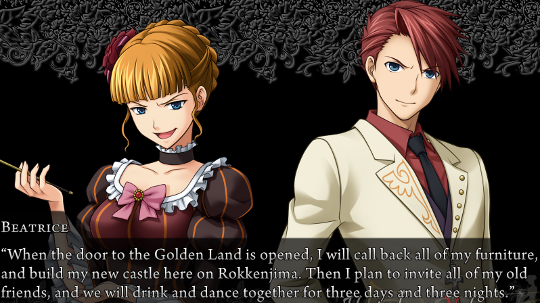 BEATRICE
“When the door to the Golden Land is opened, I will call back all of my furniture,
and build my new castle here on Rokkenjima. Then I plan to invite all of my old
friends, and we will drink and dance together for three days and three nights.”